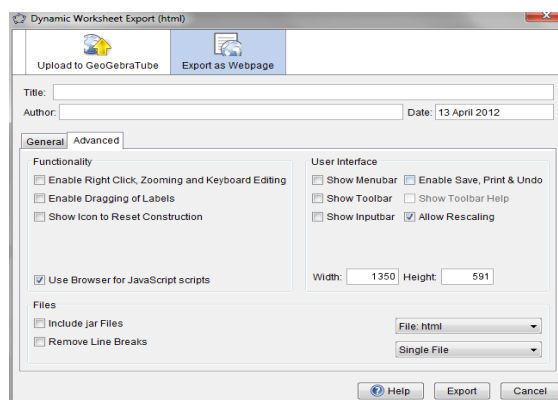 Dynamic Worksheet Export (html)
Upload to GeoGebraTube
Export as Webpage
Title:
Author:
Date: 13 April 2012
General
Advanced
Functionality
Enable Right Click, Zooming and Keyboard Editing
Enable Dragging of Labels
Show Icon to Reset Construction
Use Browser for JavaScript scripts
User Interface
Show Menubar
Enable Save, Print & Undo
Show Toolbar
Show Toolbar Help
Show Inputbar
Allow Rescaling
Width: 1350 Height: 591
Files
Include jar Files
Remove Line Breaks
File: html
Single File
Help
Export
Cancel